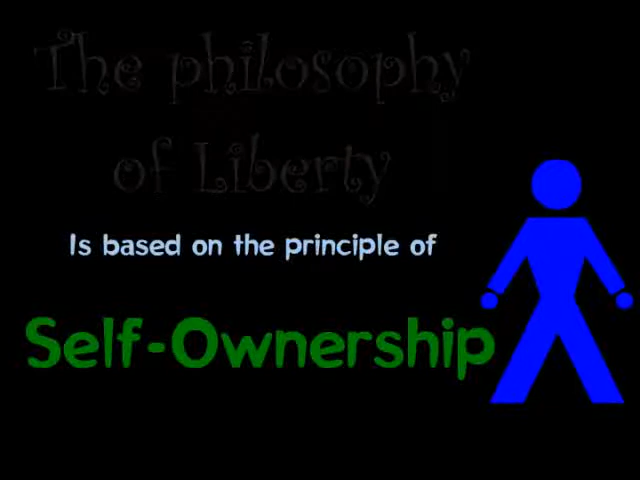 The philosophy
of Liberty
Is based on the principle of
Self-Ownership